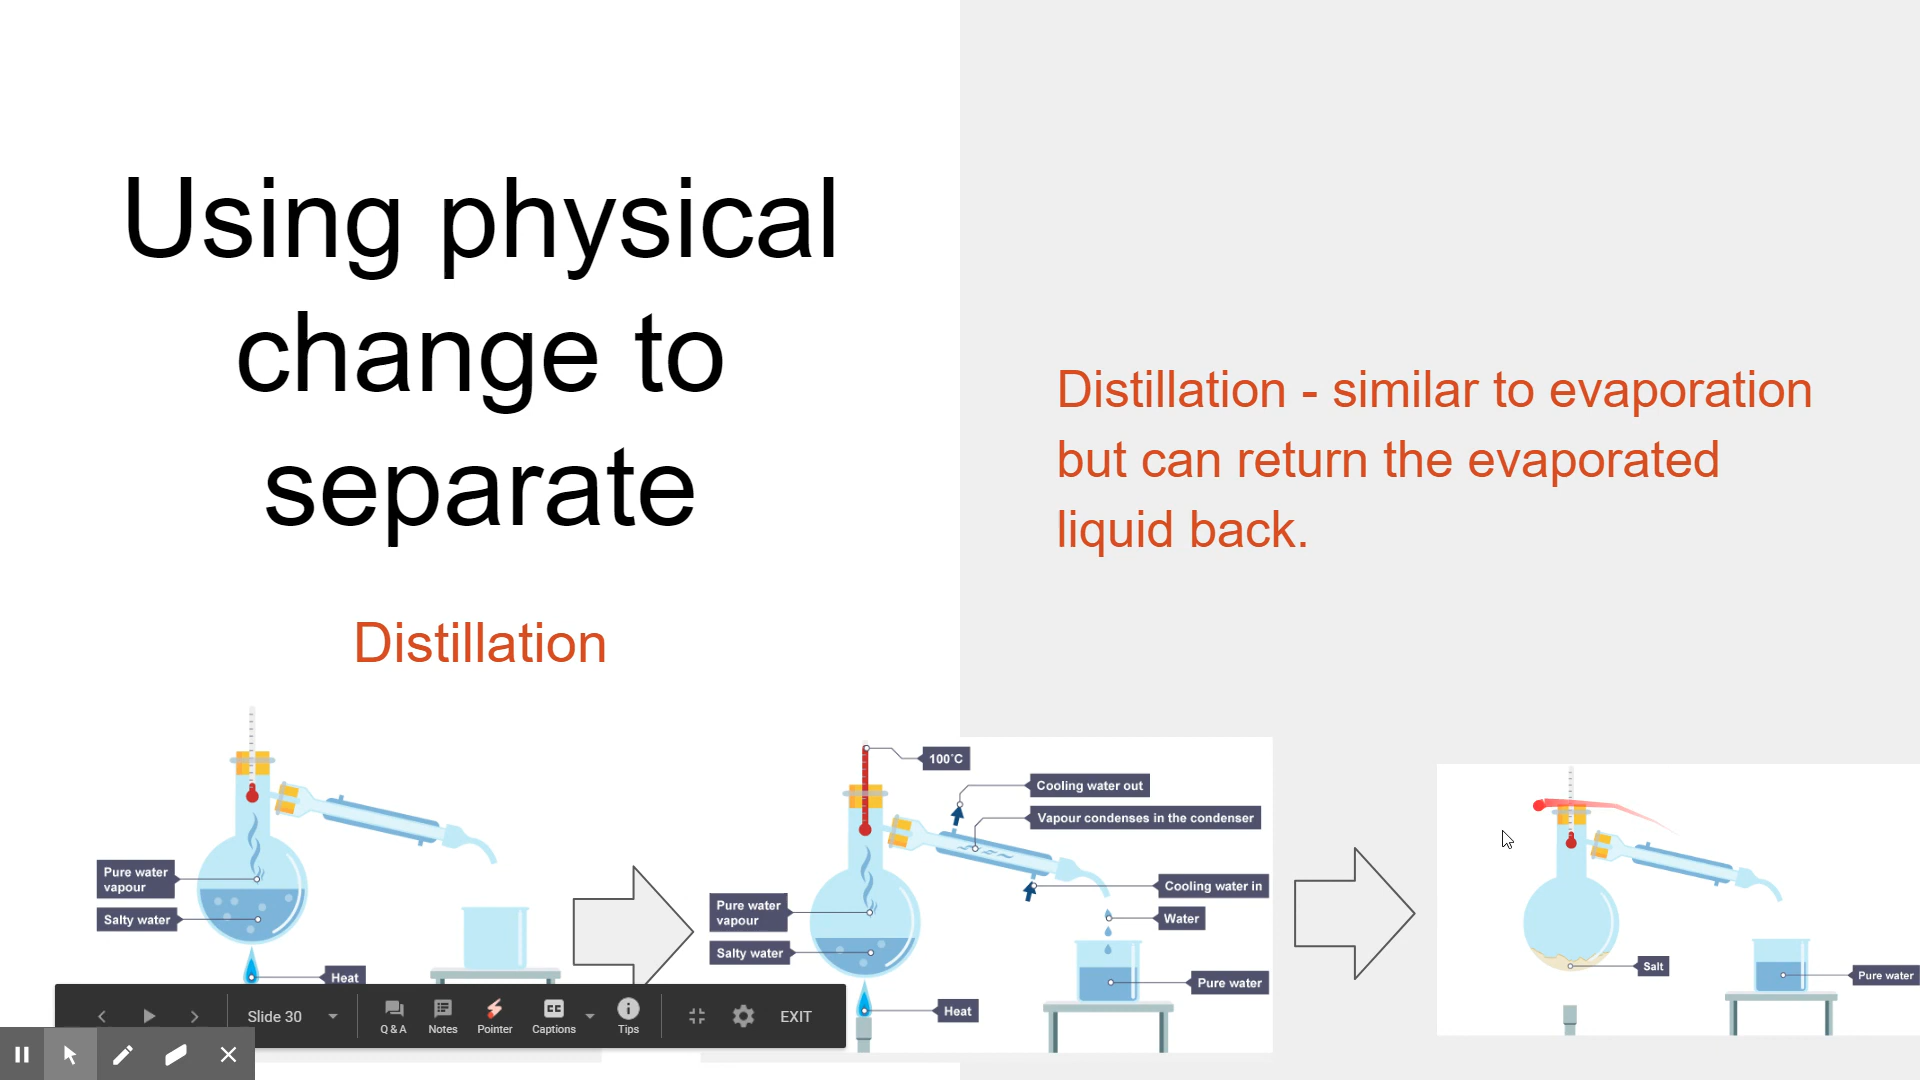 Using physical
change to
separate
Distillation
Distillation - similar to evaporation
but can return the evaporated
liquid back.
Pure water
vapour
Salty water
Heat
100°C
Cooling water out
Vapour condenses in the condenser
Cooling water in
Water
Pure water
vapour
Salty water
Pure water
Heat
Salt
Pure water
Slide 30
Q & A
Notes
Pointer
CC
Captions
Tips
EXIT